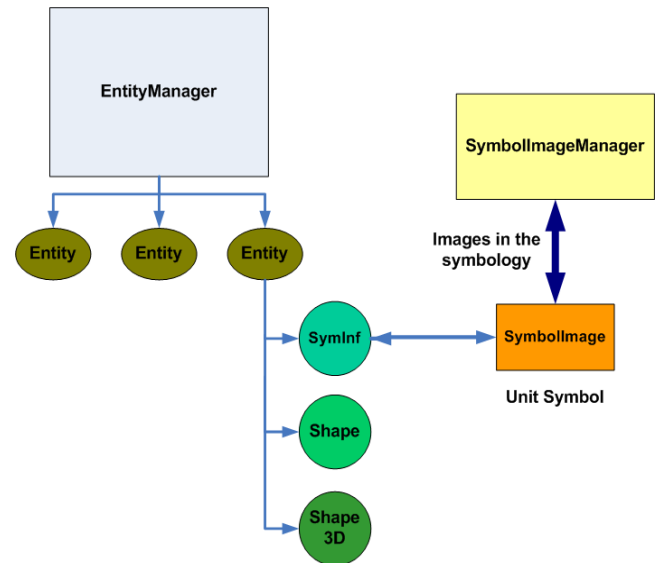 EntityManager
SymbolImageManager
Entity
Entity
Entity
Images in the
symbology
SymInf
SymbolImage
Unit Symbol
Shape
Shape
3D